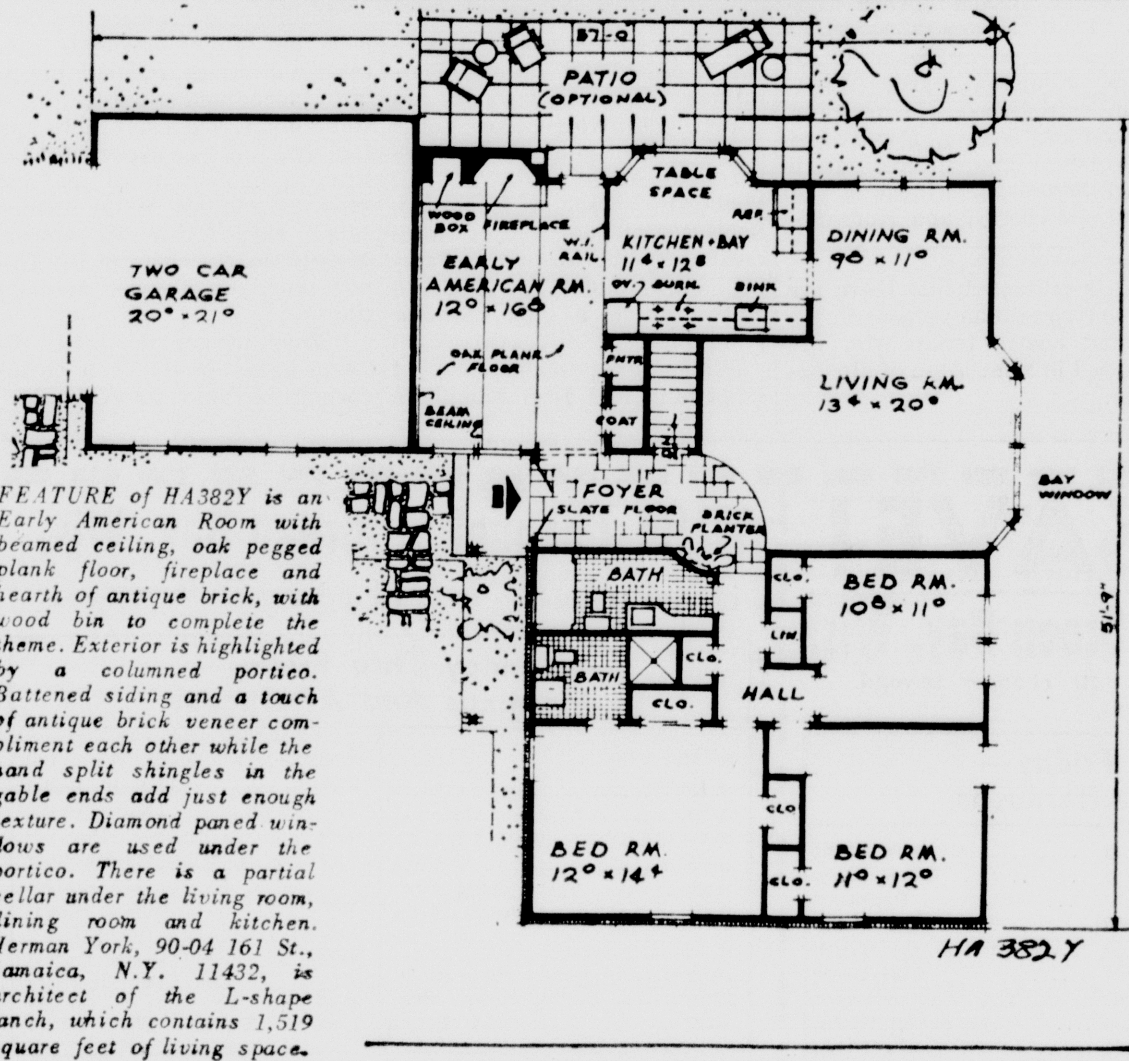 57-0
PATIO
(OPTIONAL)
TABLE
SPACE
WOOD
BOX
FIREPLACE
REF.
W.I.
RAIL
KITCHEN + BAY
11⁴ x 12⁸
DINING RM.
9⁸ x 11⁰
TWO CAR
GARAGE
20⁰ x 21⁰
EARLY
AMERICAN RM.
12⁰ x 16⁸
OV.
BURN.
SINK
OAK PLANK
FLOOR
PNTR
LIVING RM.
13⁴ x 20⁰
BEAM
CEILING
COAT
DN
BAY
WINDOW
FOYER
SLATE FLOOR
BRICK
PLANTER
BATH
CLO.
BED RM.
10⁸ x 11⁰
LIN.
BATH
CLO.
CLO.
HALL
51'-9"
CLO
BED RM.
12⁰ x 14⁴
CLO.
BED RM.
11⁰ x 12⁰
HA 382Y
FEATURE of HA382Y is an
Early American Room with
beamed ceiling, oak pegged
plank floor, fireplace and
hearth of antique brick, with
wood bin to complete the
theme. Exterior is highlighted
by a columned portico.
Battened siding and a touch
of antique brick veneer com-
pliment each other while the
hand split shingles in the
gable ends add just enough
texture. Diamond paned win-
dows are used under the
portico. There is a partial
cellar under the living room,
dining room and kitchen.
Herman York, 90-04 161 St.,
Jamaica, N.Y. 11432, is
architect of the L-shape
ranch, which contains 1,519
square feet of living space.